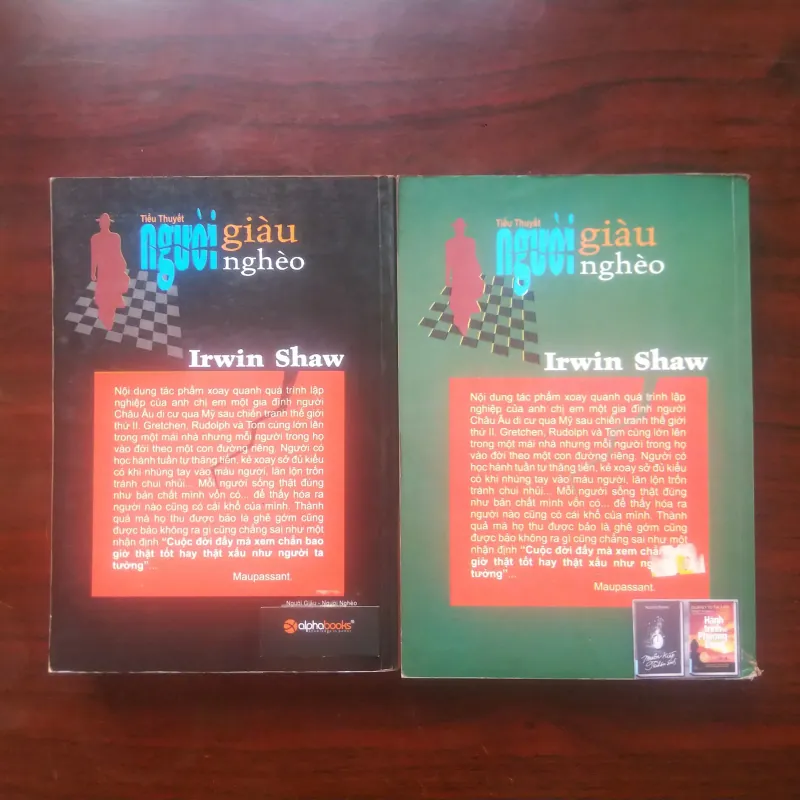 Tiểu Thuyết
người giàu
nghèo
Irwin Shaw
Nội dung tác phẩm xoay quanh quá trình lập
nghiệp của anh chị em một gia đình người
Châu Âu di cư qua Mỹ sau chiến tranh thế giới
thứ II. Gretchen, Rudolph và Tom cùng lớn lên
trong một mái nhà nhưng mỗi người trong họ
vào đời theo một con đường riêng. Người có
học hành tuần tự thăng tiến, kẻ xoay sở đủ kiểu
có khi nhúng tay vào máu người, lăn lộn trốn
tránh chui nhủi... Mỗi người sống thật đúng
như bản chất mình vốn có... để thấy hóa ra
người nào cũng có cái khổ của mình. Thành
quả mà họ thu được bảo là ghê gớm cũng
được bảo không ra gì cũng chẳng sai như một
nhận định "Cuộc đời đấy mà xem chẳn bao
giờ thật tốt hay thật xấu như người ta
tưởng"...
Maupassant.
Người Giầu - Người Nghèo
alphabooks
Tiểu Thuyết
người giàu
nghèo
Irwin Shaw
Nội dung tác phẩm xoay quanh quá trình lập
nghiệp của anh chị em một gia đình người
Châu Âu di cư qua Mỹ sau chiến tranh thế giới
thứ II. Gretchen, Rudolph và Tom cùng lớn lên
trong một mái nhà nhưng mỗi người trong họ
vào đời theo một con đường riêng. Người có
học hành tuần tự thăng tiến, kẻ xoay sở đủ kiểu
có khi nhúng tay vào máu người, lăn lộn trốn
tránh chui nhủi... Mỗi người sống thật đúng
như bản chất mình vốn có... để thấy hóa ra
người nào cũng có cái khổ của mình. Thành
quả mà họ thu được bảo là ghê gớm cũng
được bảo không ra gì cũng chẳng sai như một
nhận định "Cuộc đời đấy mà xem chẳn
giờ thật tốt hay thật xấu như
tưởng"...
Maupassant.
Hành
trình về
Phương